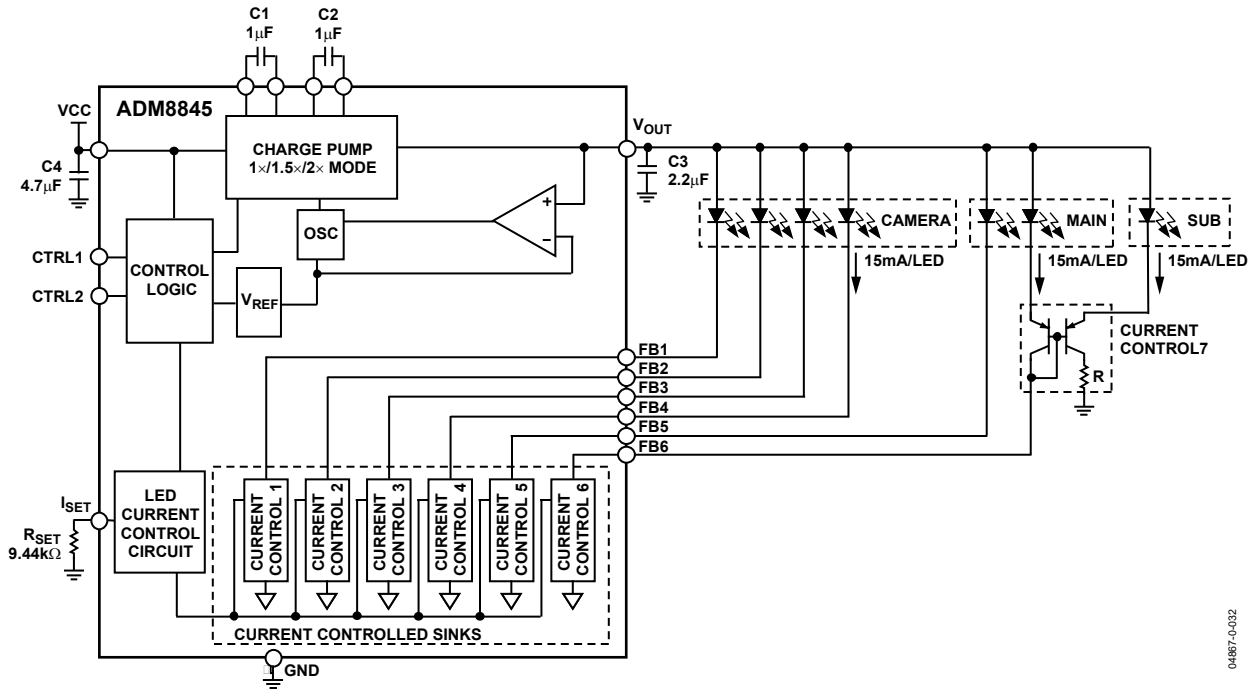 C1
1μF
C2
1μF
ADM8845
VCC
C4
4.7μF
CHARGE PUMP
1×/1.5×/2× MODE
VOUT
C3
2.2μF
+
−
OSC
CTRL1
CTRL2
CONTROL
LOGIC
VREF
CAMERA
MAIN
SUB
15mA/LED
15mA/LED
15mA/LED
CURRENT
CONTROL7
R
FB1
FB2
FB3
FB4
FB5
FB6
ISET
RSET
9.44kΩ
LED
CURRENT
CONTROL
CIRCUIT
CURRENT
CONTROL 1
CURRENT
CONTROL 2
CURRENT
CONTROL 3
CURRENT
CONTROL 4
CURRENT
CONTROL 5
CURRENT
CONTROL 6
CURRENT CONTROLLED SINKS
GND
04867-0-032